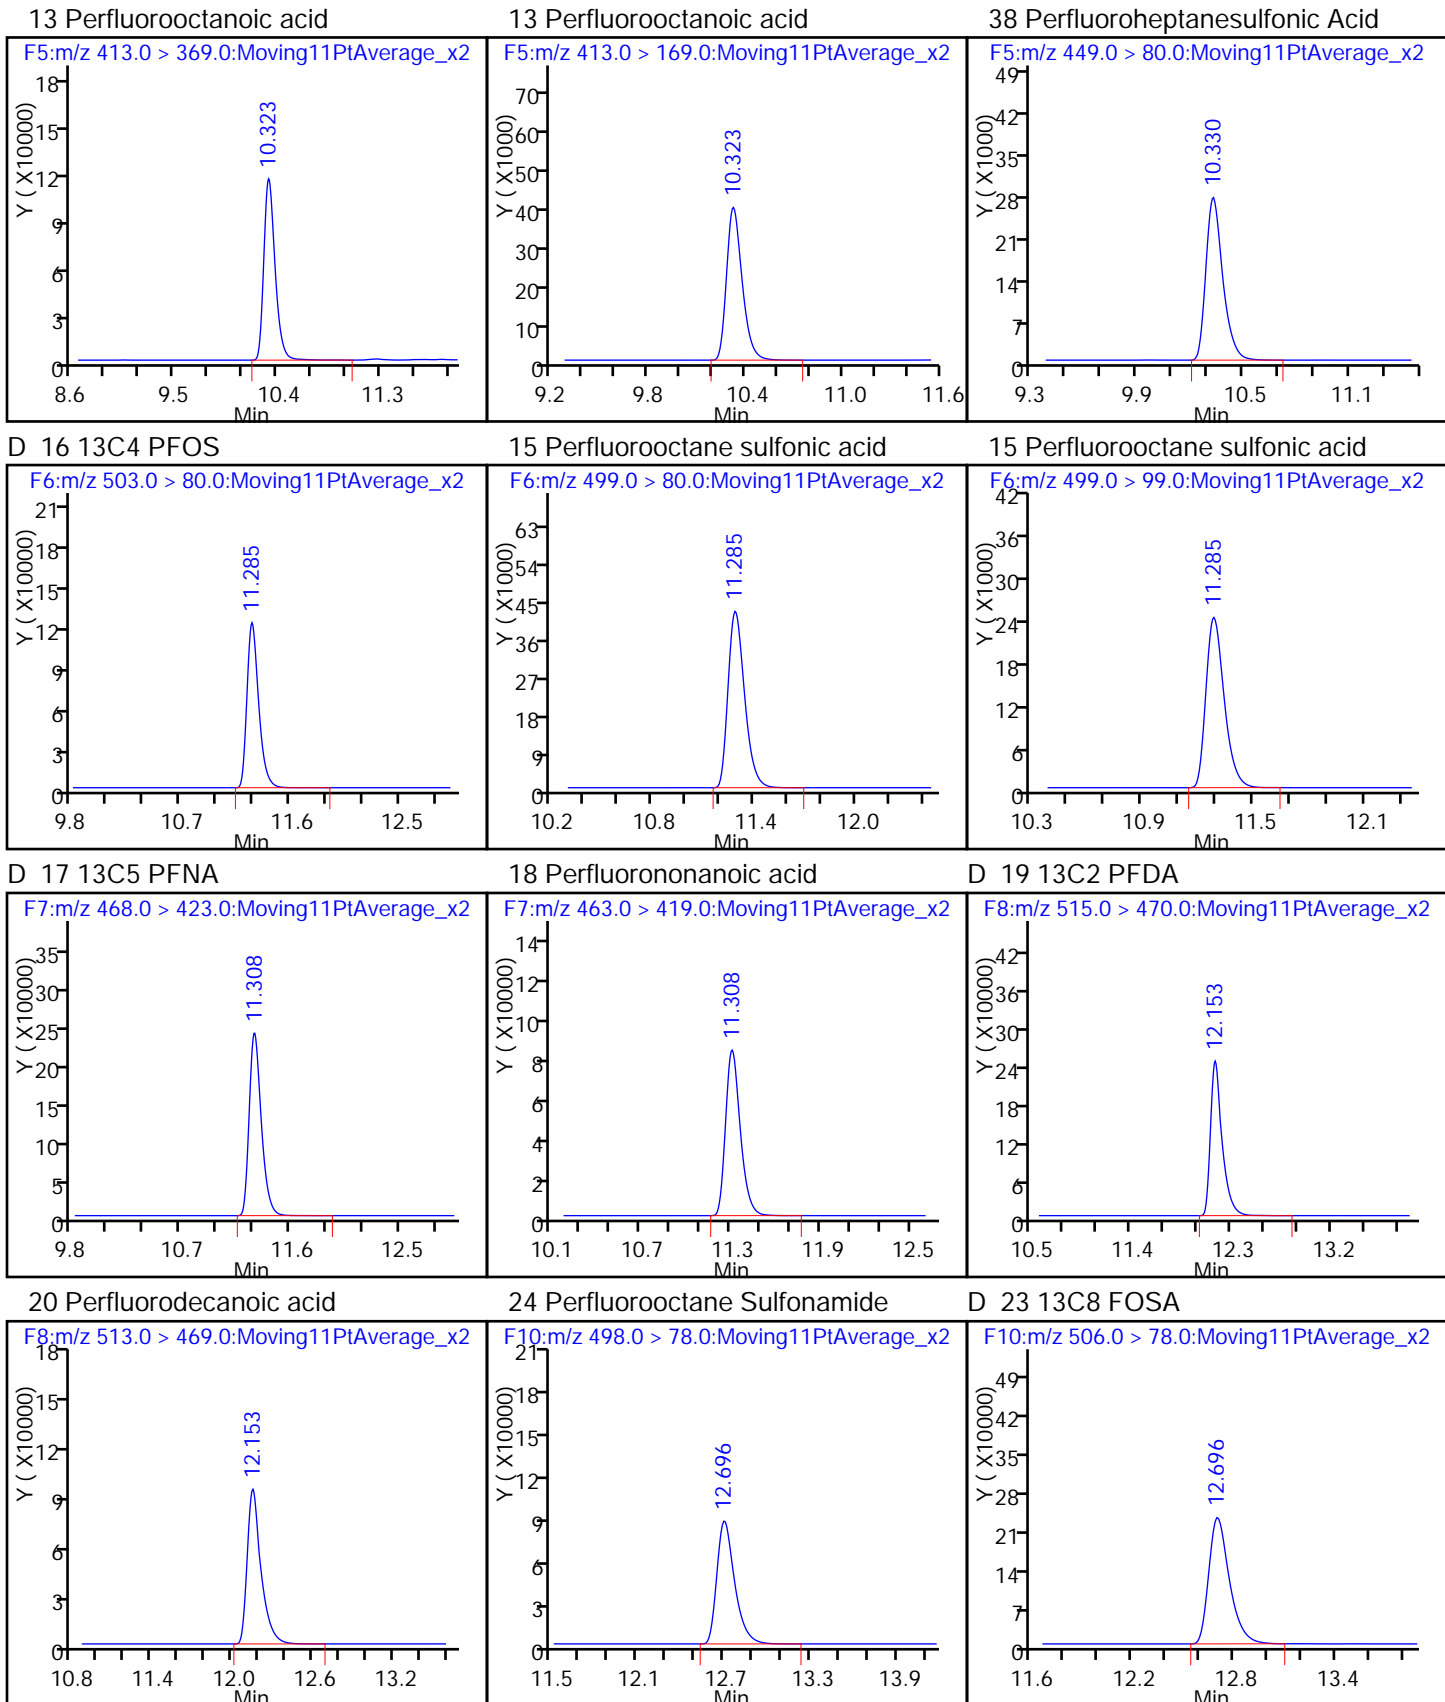 13 Perfluorooctanoic acid
F5:m/z 413.0 > 369.0:Moving11PtAverage_x2
Y ( X10000)
18
15
12
9
6
3
0
10.323
8.6 9.5 10.4 11.3
Min
13 Perfluorooctanoic acid
F5:m/z 413.0 > 169.0:Moving11PtAverage_x2
Y ( X1000)
70
60
50
40
30
20
10
0
10.323
9.2 9.8 10.4 11.0 11.6
Min
38 Perfluoroheptanesulfonic Acid
F5:m/z 449.0 > 80.0:Moving11PtAverage_x2
Y ( X1000)
49
42
35
28
21
14
7
0
10.330
9.3 9.9 10.5 11.1
Min
D 16 13C4 PFOS
F6:m/z 503.0 > 80.0:Moving11PtAverage_x2
Y ( X10000)
21
18
15
12
9
6
3
0
11.285
9.8 10.7 11.6 12.5
Min
15 Perfluorooctane sulfonic acid
F6:m/z 499.0 > 80.0:Moving11PtAverage_x2
Y ( X1000)
63
54
45
36
27
18
9
0
11.285
10.2 10.8 11.4 12.0
Min
15 Perfluorooctane sulfonic acid
F6:m/z 499.0 > 99.0:Moving11PtAverage_x2
Y ( X1000)
42
36
30
24
18
12
6
0
11.285
10.3 10.9 11.5 12.1
Min
D 17 13C5 PFNA
F7:m/z 468.0 > 423.0:Moving11PtAverage_x2
Y ( X10000)
35
30
25
20
15
10
5
0
11.308
9.8 10.7 11.6 12.5
Min
18 Perfluorononanoic acid
F7:m/z 463.0 > 419.0:Moving11PtAverage_x2
Y ( X10000)
14
12
10
8
6
4
2
0
11.308
10.1 10.7 11.3 11.9 12.5
Min
D 19 13C2 PFDA
F8:m/z 515.0 > 470.0:Moving11PtAverage_x2
Y ( X10000)
42
36
30
24
18
12
6
0
12.153
10.5 11.4 12.3 13.2
Min
20 Perfluorodecanoic acid
F8:m/z 513.0 > 469.0:Moving11PtAverage_x2
Y ( X10000)
18
15
12
9
6
3
0
12.153
10.8 11.4 12.0 12.6 13.2
Min
24 Perfluorooctane Sulfonamide
F10:m/z 498.0 > 78.0:Moving11PtAverage_x2
Y ( X10000)
21
18
15
12
9
6
3
0
12.696
11.5 12.1 12.7 13.3 13.9
Min
D 23 13C8 FOSA
F10:m/z 506.0 > 78.0:Moving11PtAverage_x2
Y ( X10000)
49
42
35
28
21
14
7
0
12.696
11.6 12.2 12.8 13.4
Min